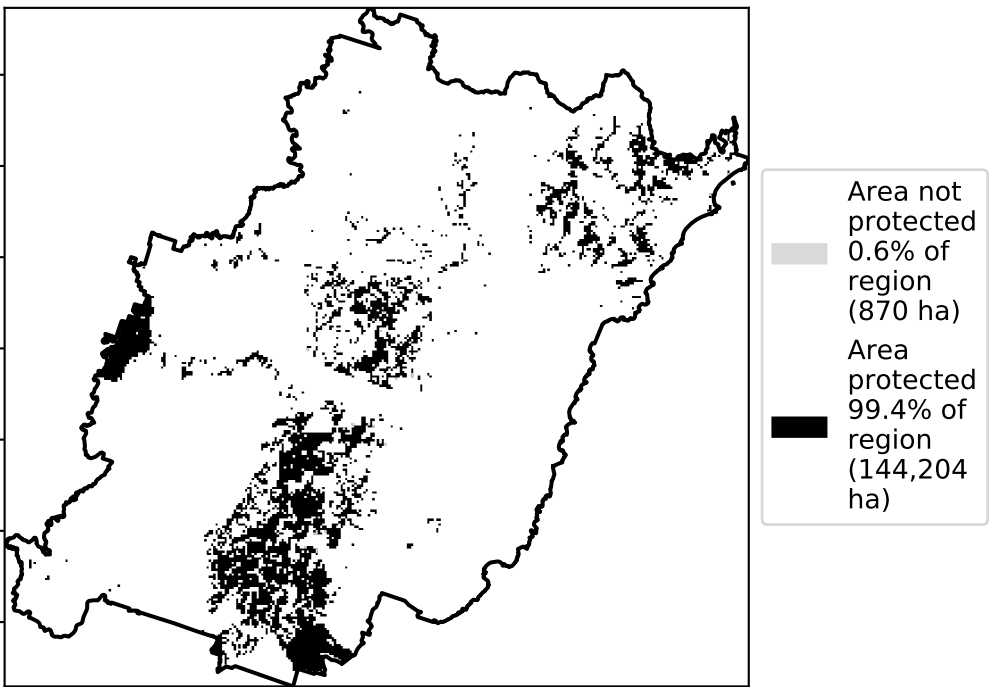 Area not
protected
0.6% of
region
(870 ha)
Area
protected
99.4% of
region
(144,204
ha)